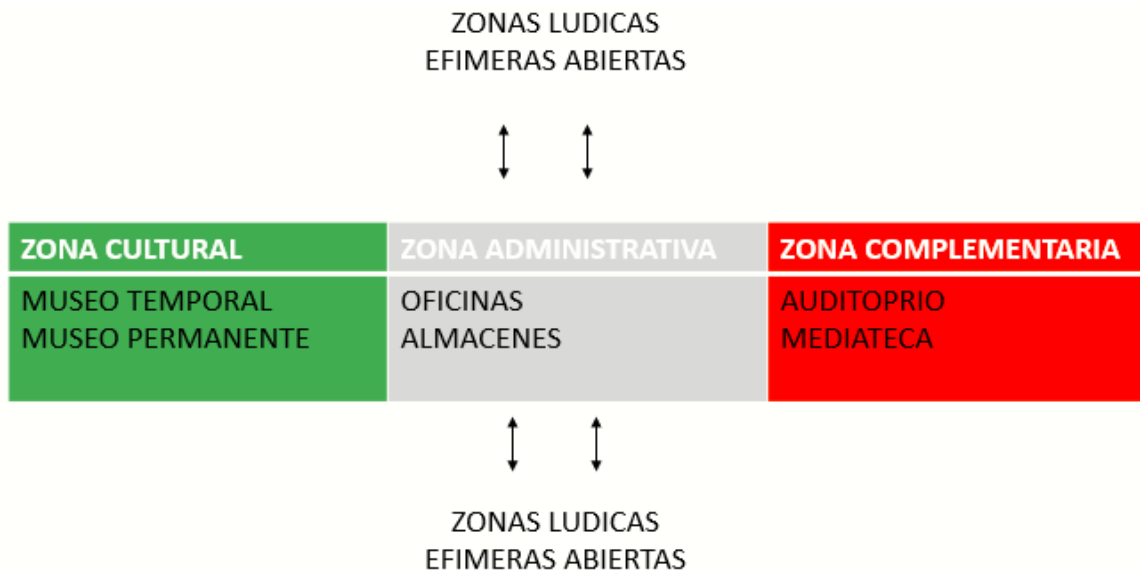 ZONAS LUDICAS
EFIMERAS ABIERTAS
ZONA CULTURAL
ZONA ADMINISTRATIVA
ZONA COMPLEMENTARIA
MUSEO TEMPORAL
MUSEO PERMANENTE
OFICINAS
ALMACENES
AUDITOPRIO
MEDIATECA
ZONAS LUDICAS
EFIMERAS ABIERTAS